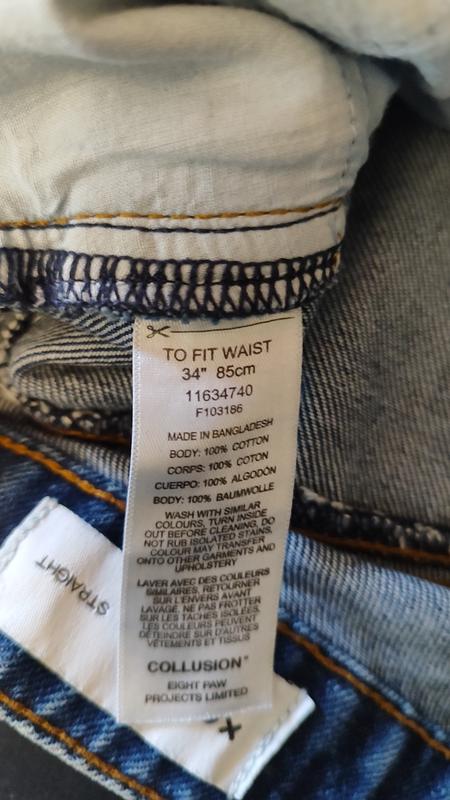 TO FIT WAIST
34" 85cm
11634740
F103186
MADE IN BANGLADESH
BODY: 100% COTTON
CORPS: 100% COTON
CUERPO: 100% ALGODÓN
BODY: 100% BAUMWOLLE
WASH WITH SIMILAR
COLOURS, TURN INSIDE
OUT BEFORE CLEANING, DO
NOT RUB ISOLATED STAINS,
COLOUR MAY TRANSFER
ONTO OTHER GARMENTS AND
UPHOLSTERY
LAVER AVEC DES COULEURS
SIMILAIRES, RETOURNER
SUR L'ENVERS AVANT
LAVAGE, NE PAS FROTTER
SUR LES TACHES ISOLÉES,
LES COULEURS PEUVENT
DÉTEINDRE SUR D'AUTRES
VÊTEMENTS ET TISSUS
COLLUSION™
EIGHT PAW
PROJECTS LIMITED
STRAIGHT